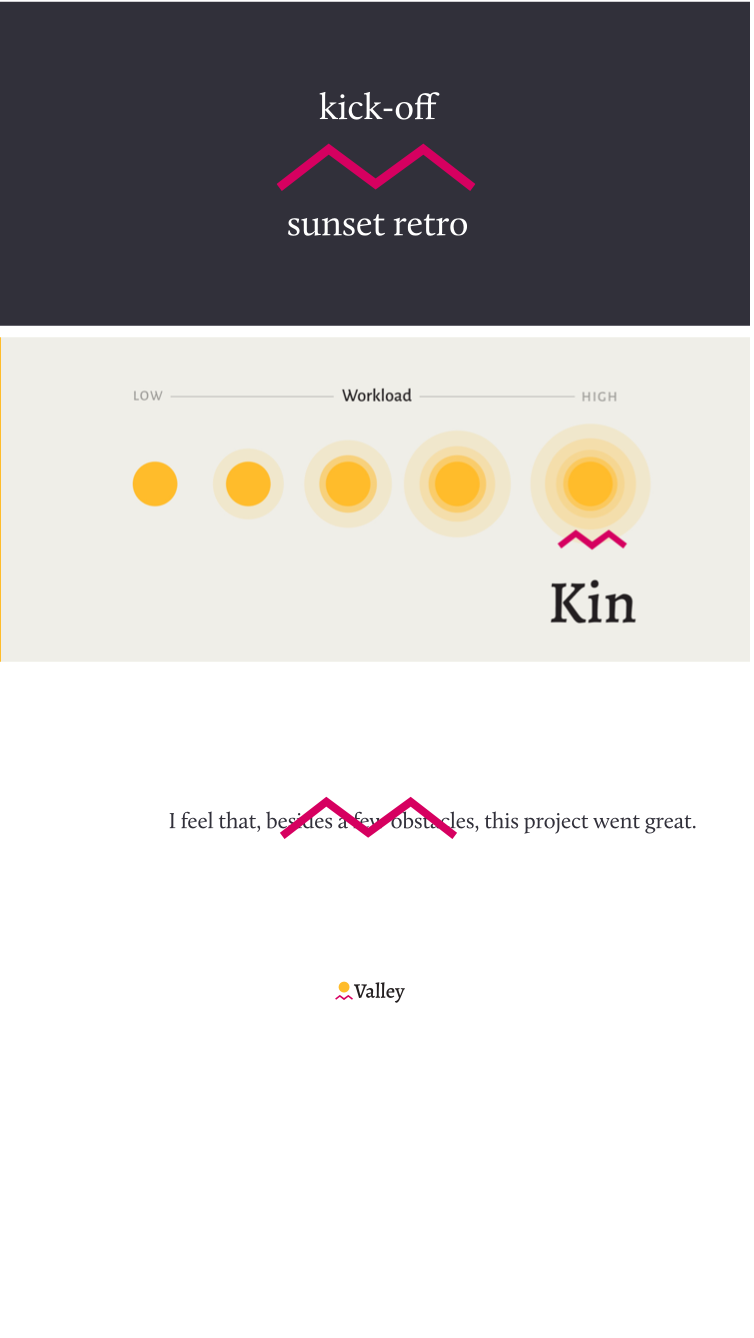 kick-off
sunset retro
LOW Workload HIGH
Kin
I feel that, besides a few obstacles, this project went great.
Valley